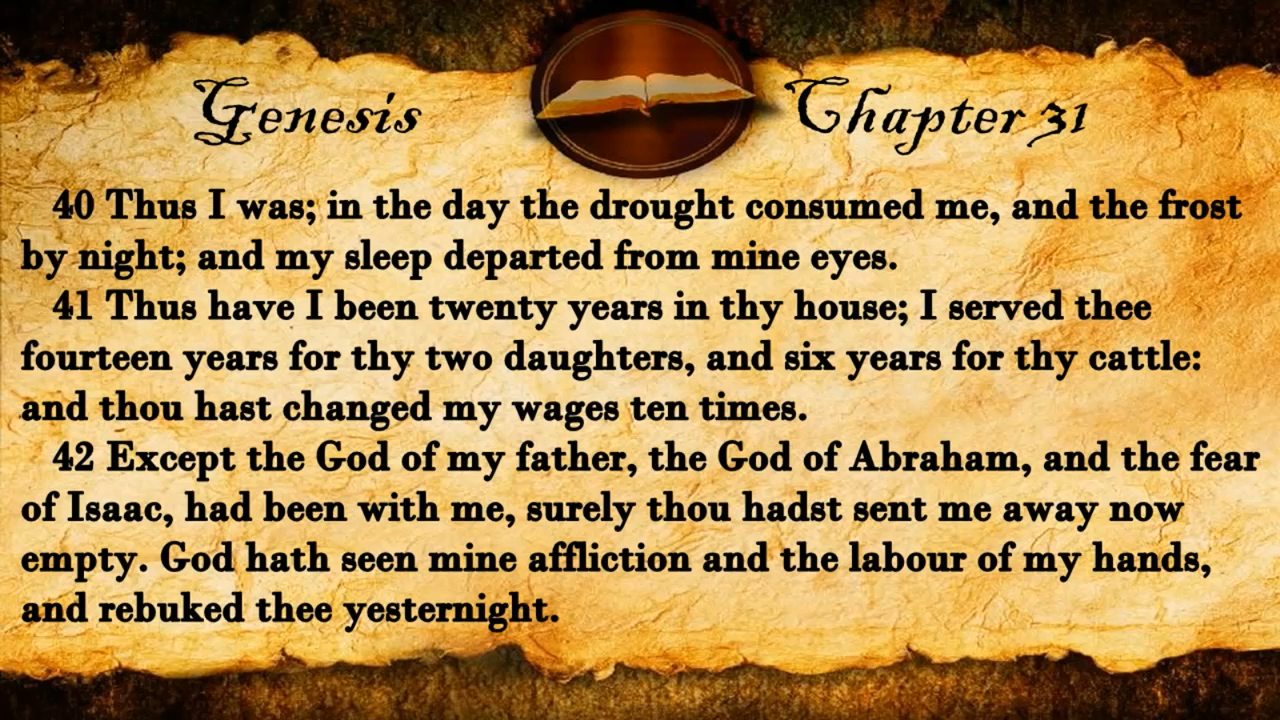 Genesis Chapter 31
40 Thus I was; in the day the drought consumed me, and the frost
by night; and my sleep departed from mine eyes.
41 Thus have I been twenty years in thy house; I served thee
fourteen years for thy two daughters, and six years for thy cattle:
and thou hast changed my wages ten times.
42 Except the God of my father, the God of Abraham, and the fear
of Isaac, had been with me, surely thou hadst sent me away now
empty. God hath seen mine affliction and the labour of my hands,
and rebuked thee yesternight.